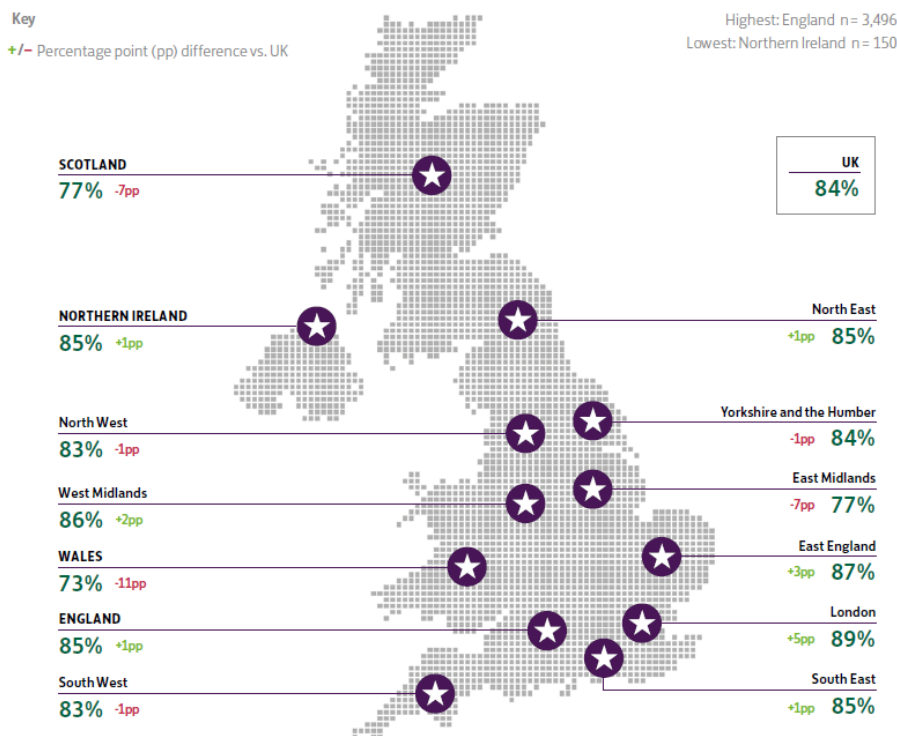 Key
+/− Percentage point (pp) difference vs. UK
Highest: England n = 3,496
Lowest: Northern Ireland n = 150
UK
84%
SCOTLAND
77% -7pp
NORTHERN IRELAND
85% +1pp
North East
+1pp 85%
North West
83% -1pp
Yorkshire and the Humber
-1pp 84%
West Midlands
86% +2pp
East Midlands
-7pp 77%
WALES
73% -11pp
East England
+3pp 87%
ENGLAND
85% +1pp
London
+5pp 89%
South West
83% -1pp
South East
+1pp 85%